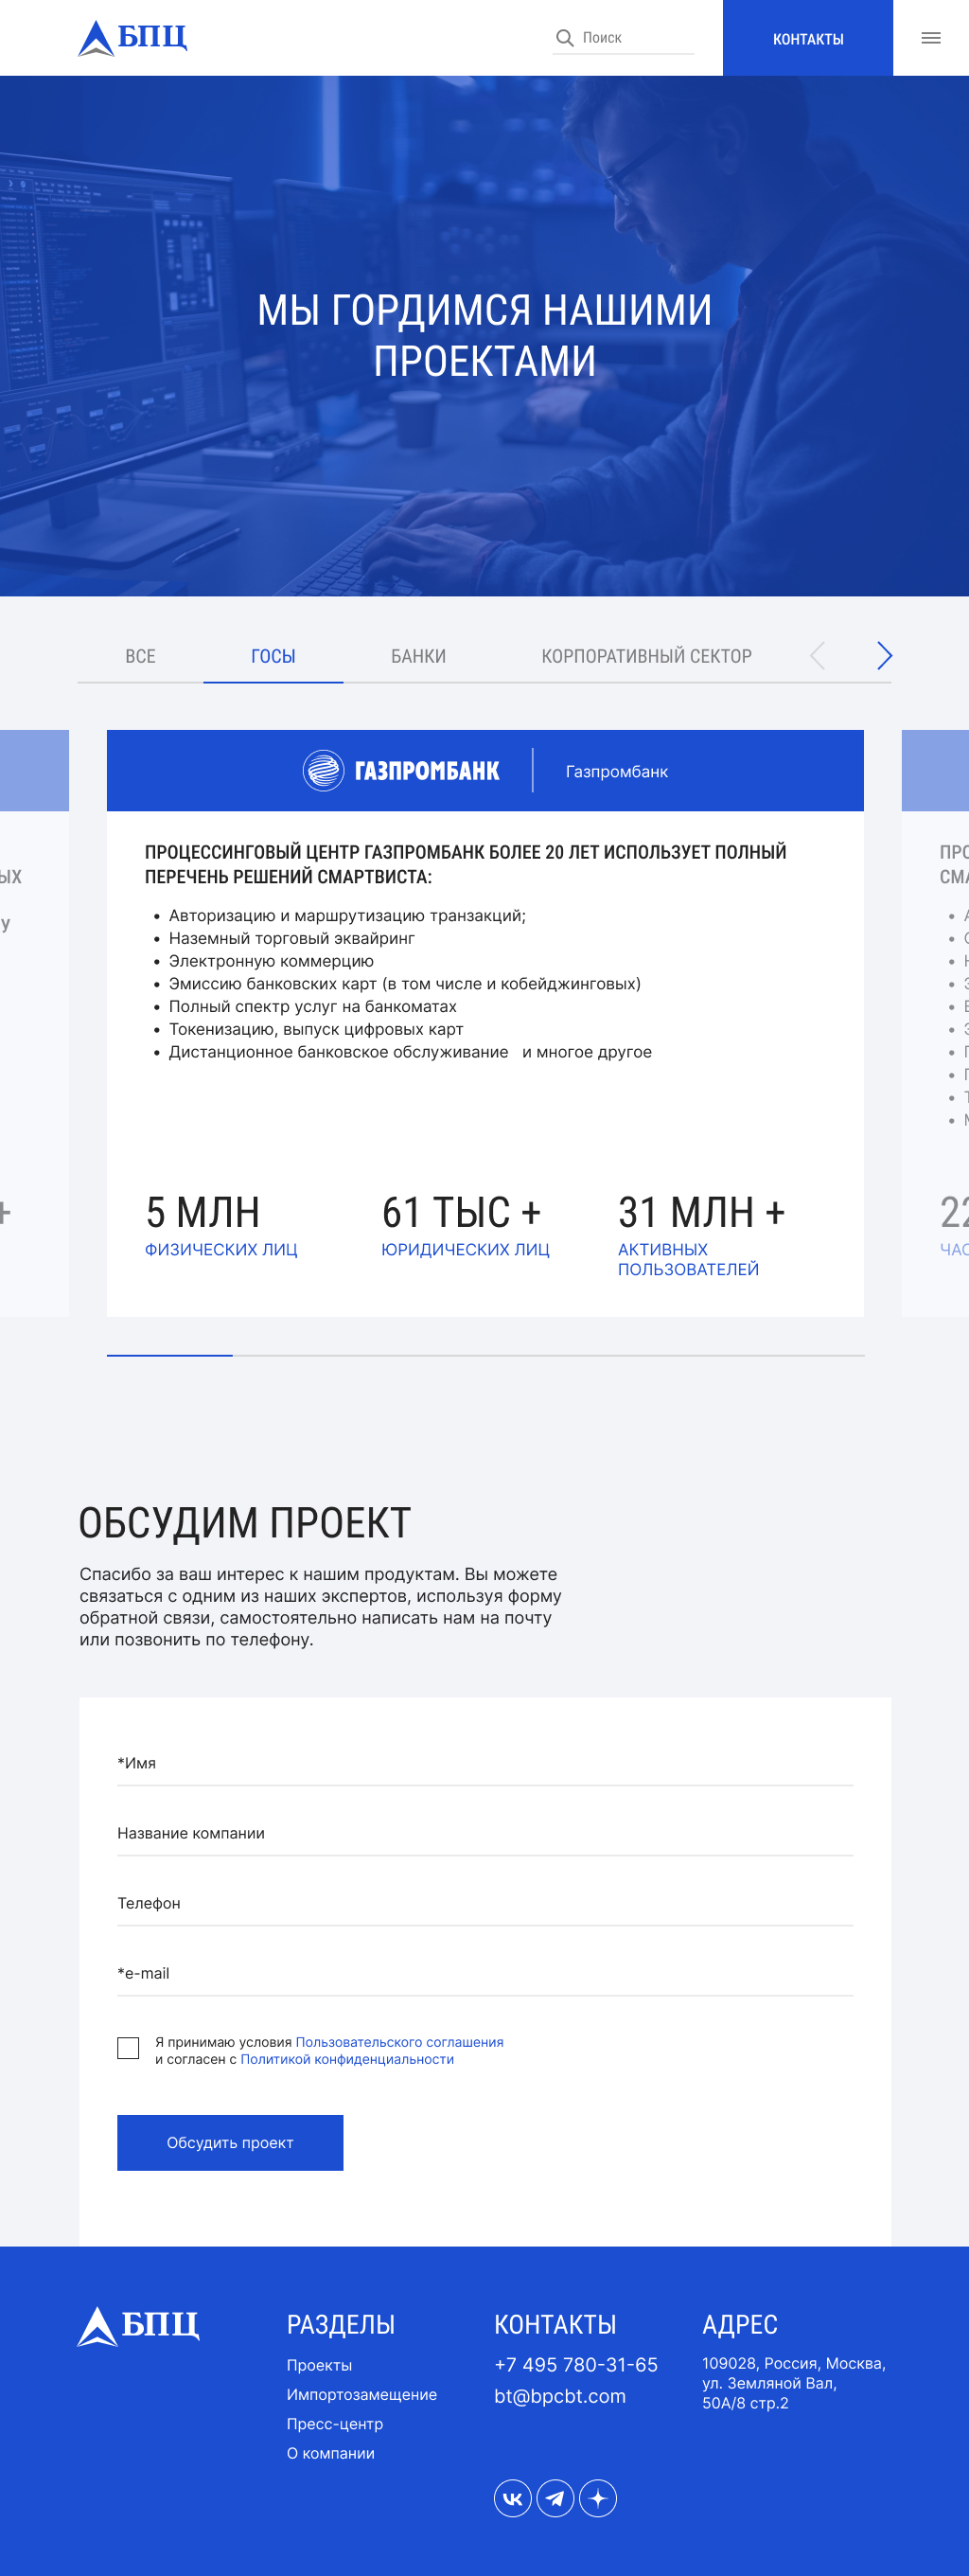 БПЦ
Поиск
КОНТАКТЫ
МЫ ГОРДИМСЯ НАШИМИ
ПРОЕКТАМИ
ВСЕ
ГОСЫ
БАНКИ
КОРПОРАТИВНЫЙ СЕКТОР
ГАЗПРОМБАНК
Газпромбанк
ПРОЦЕССИНГОВЫЙ ЦЕНТР ГАЗПРОМБАНК БОЛЕЕ 20 ЛЕТ ИСПОЛЬЗУЕТ ПОЛНЫЙ
ПЕРЕЧЕНЬ РЕШЕНИЙ СМАРТВИСТА:
• Авторизацию и маршрутизацию транзакций;
• Наземный торговый эквайринг
• Электронную коммерцию
• Эмиссию банковских карт (в том числе и кобейджинговых)
• Полный спектр услуг на банкоматах
• Токенизацию, выпуск цифровых карт
• Дистанционное банковское обслуживание и многое другое
5 МЛН
ФИЗИЧЕСКИХ ЛИЦ
61 ТЫС +
ЮРИДИЧЕСКИХ ЛИЦ
31 МЛН +
АКТИВНЫХ
ПОЛЬЗОВАТЕЛЕЙ
ОБСУДИМ ПРОЕКТ
Спасибо за ваш интерес к нашим продуктам. Вы можете
связаться с одним из наших экспертов, используя форму
обратной связи, самостоятельно написать нам на почту
или позвонить по телефону.
*Имя
Название компании
Телефон
*e-mail
Я принимаю условия Пользовательского соглашения
и согласен с Политикой конфиденциальности
Обсудить проект
БПЦ
РАЗДЕЛЫ
Проекты
Импортозамещение
Пресс-центр
О компании
КОНТАКТЫ
+7 495 780-31-65
bt@bpcbt.com
АДРЕС
109028, Россия, Москва,
ул. Земляной Вал,
50А/8 стр.2